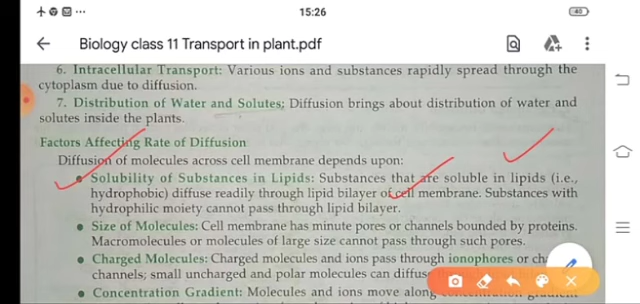 15:26
40
Biology class 11 Transport in plant.pdf
6. Intracellular Transport: Various ions and substances rapidly spread through the
cytoplasm due to diffusion.
7. Distribution of Water and Solutes; Diffusion brings about distribution of water and
solutes inside the plants.
Factors Affecting Rate of Diffusion
Diffusion of molecules across cell membrane depends upon:
• Solubility of Substances in Lipids: Substances that are soluble in lipids (i.e.,
hydrophobic) diffuse readily through lipid bilayer of cell membrane. Substances with
hydrophilic moiety cannot pass through lipid bilayer.
• Size of Molecules: Cell membrane has minute pores or channels bounded by proteins.
Macromolecules or molecules of large size cannot pass through such pores.
• Charged Molecules: Charged molecules and ions pass through ionophores or
channels; small uncharged and polar molecules can
• Concentration Gradient: Molecules and ions move along